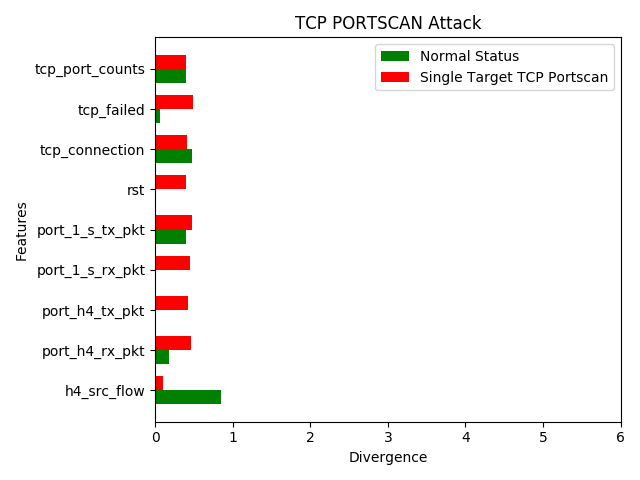 TCP PORTSCAN Attack
Normal Status
Single Target TCP Portscan
tcp_port_counts
tcp_failed
tcp_connection
rst
port_1_s_tx_pkt
port_1_s_rx_pkt
port_h4_tx_pkt
port_h4_rx_pkt
h4_src_flow
Features
0 1 2 3 4 5 6
Divergence